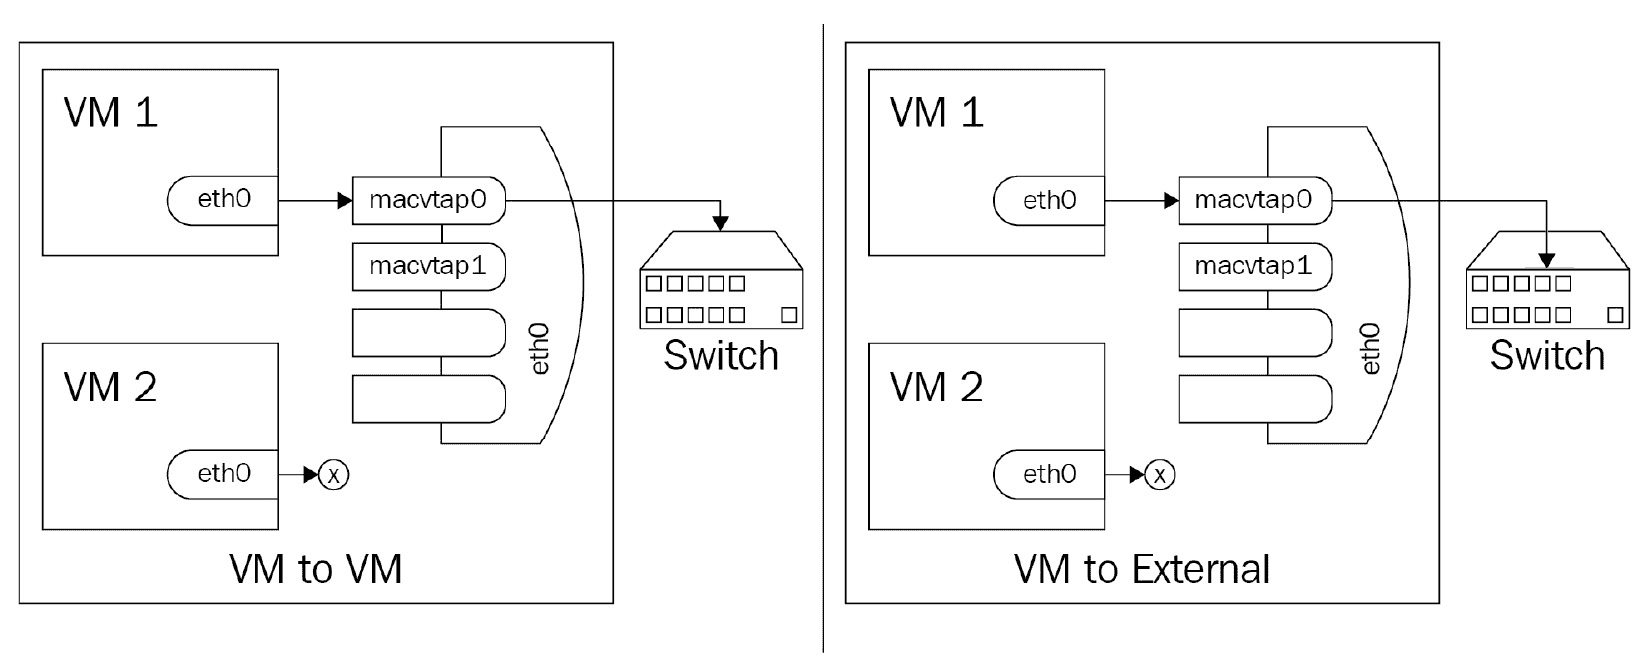 VM 1
eth0
macvtap0
macvtap1
eth0
Switch
VM 2
eth0
x
VM to VM
VM 1
eth0
macvtap0
macvtap1
eth0
Switch
VM 2
eth0
x
VM to External